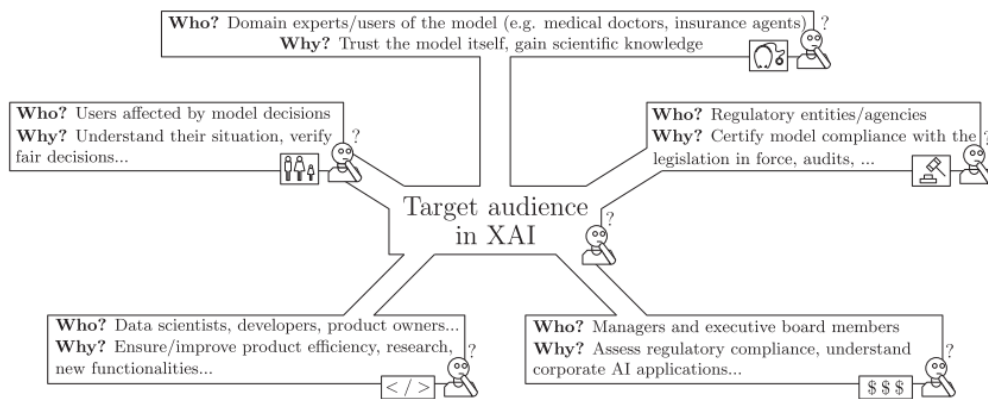 Who? Domain experts/users of the model (e.g. medical doctors, insurance agents)
?
Why? Trust the model itself, gain scientific knowledge
Who? Users affected by model decisions
Why? Understand their situation, verify
?
fair decisions...
Who? Regulatory entities/agencies
Why? Certify model compliance with the
?
legislation in force, audits, ...
Target audience
?
in XAI
Who? Data scientists, developers, product owners...
Why? Ensure/improve product efficiency, research,
?
new functionalities...
< / >
Who? Managers and executive board members
Why? Assess regulatory compliance, understand
?
corporate AI applications...
$ $ $